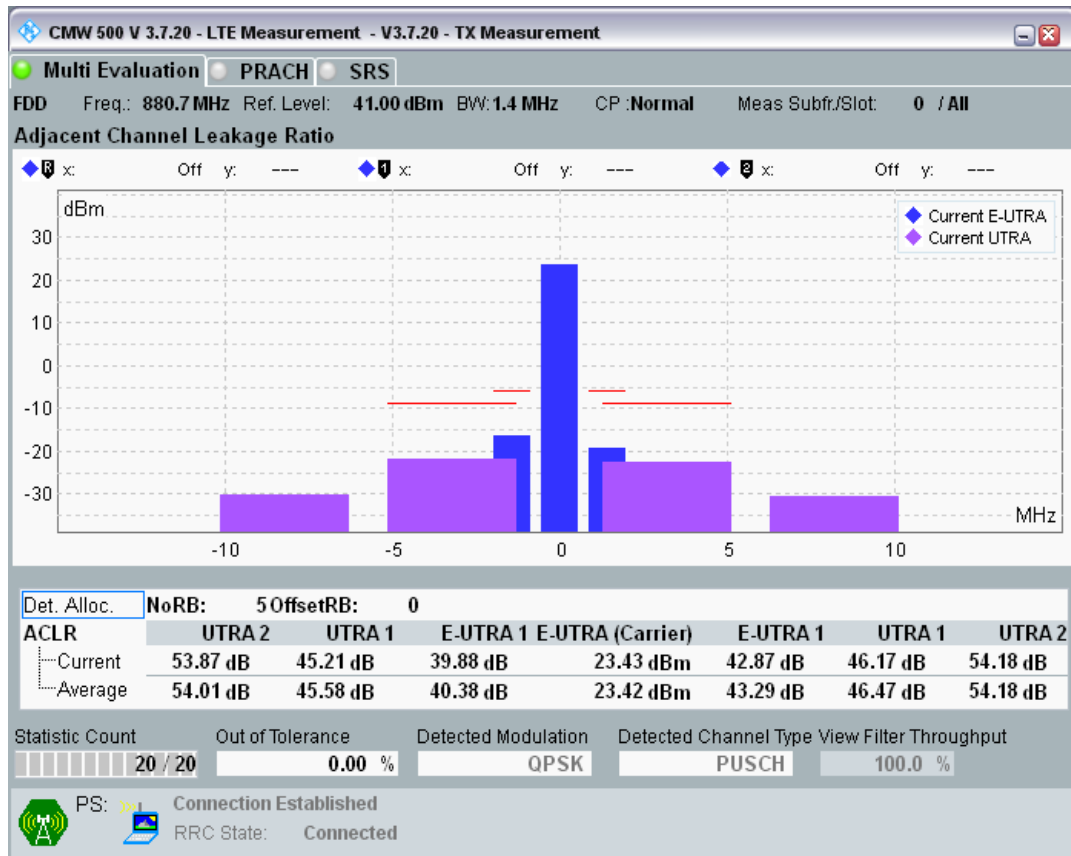 CMW 500 V 3.7.20 - LTE Measurement - V3.7.20 - TX Measurement
Multi Evaluation PRACH SRS
FDD Freq.: 880.7 MHz Ref. Level: 41.00 dBm BW: 1.4 MHz CP :Normal Meas Subfr./Slot: 0 / All
Adjacent Channel Leakage Ratio
R x: Off y: --- 1 x: Off y: --- 2 x: Off y: ---
dBm
Current E-UTRA
Current UTRA
30
20
10
0
-10
-20
-30
MHz
-10 -5 0 5 10
Det. Alloc. NoRB: 5 OffsetRB: 0
ACLR UTRA 2 UTRA 1 E-UTRA 1 E-UTRA (Carrier) E-UTRA 1 UTRA 1 UTRA 2
Current 53.87 dB 45.21 dB 39.88 dB 23.43 dBm 42.87 dB 46.17 dB 54.18 dB
Average 54.01 dB 45.58 dB 40.38 dB 23.42 dBm 43.29 dB 46.47 dB 54.18 dB
Statistic Count Out of Tolerance Detected Modulation Detected Channel Type View Filter Throughput
20 / 20 0.00 % QPSK PUSCH 100.0 %
PS: Connection Established
RRC State: Connected